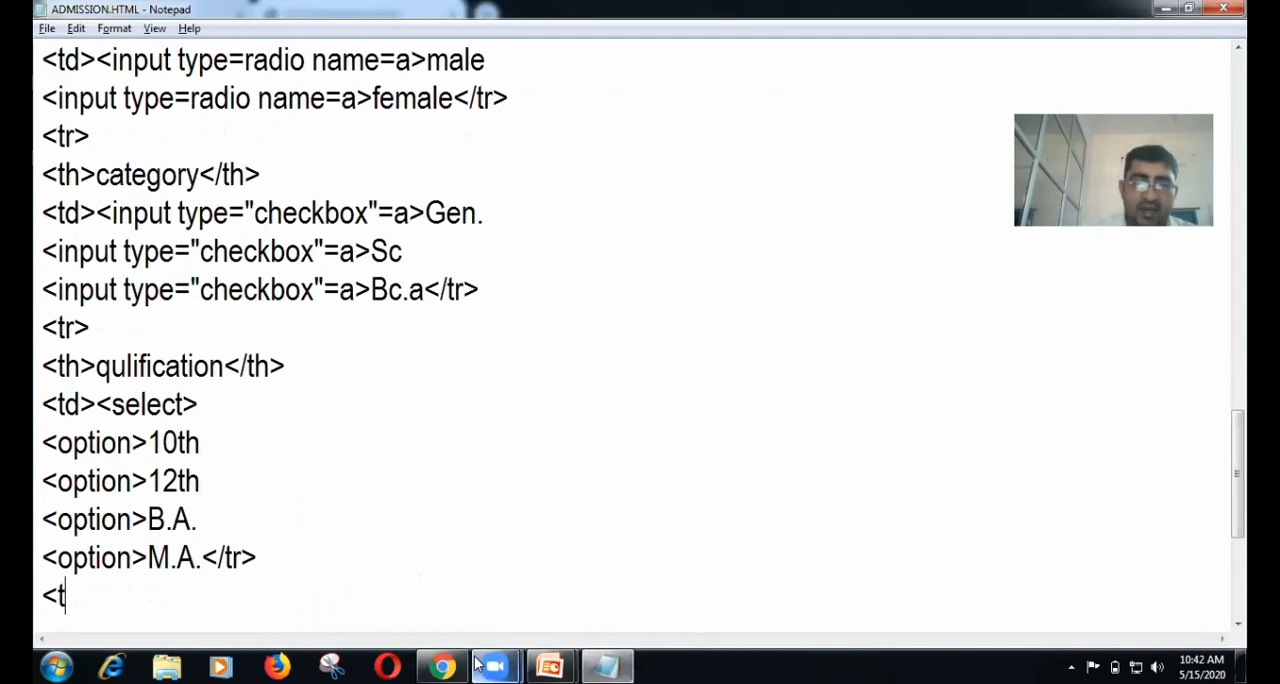 ADMISSION.HTML - Notepad
File Edit Format View Help
<td><input type=radio name=a>male
<input type=radio name=a>female</tr>
<tr>
<th>category</th>
<td><input type="checkbox"=a>Gen.
<input type="checkbox"=a>Sc
<input type="checkbox"=a>Bc.a</tr>
<tr>
<th>qulification</th>
<td><select>
<option>10th
<option>12th
<option>B.A.
<option>M.A.</tr>
<t
10:42 AM
5/15/2020